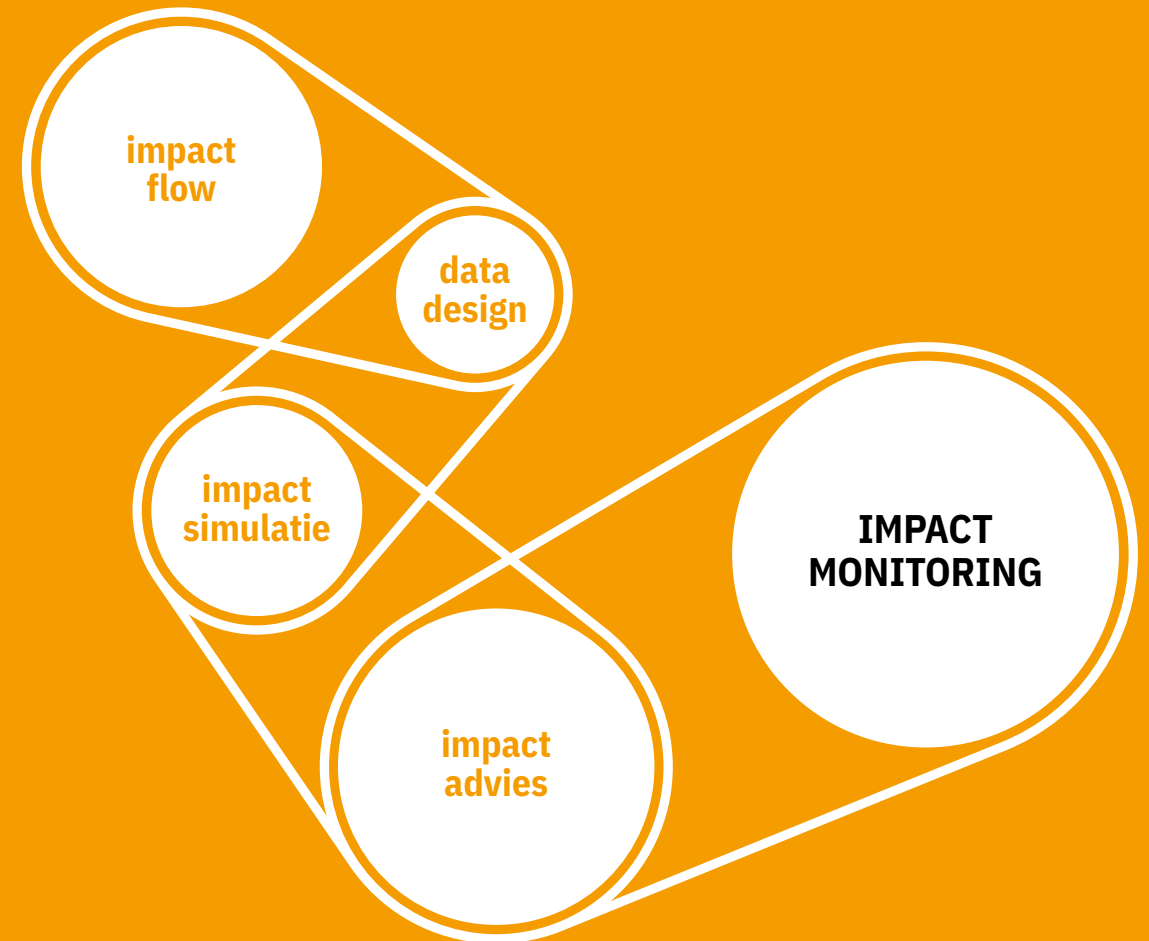 impact
flow
data
design
impact
simulatie
IMPACT
MONITORING
impact
advies